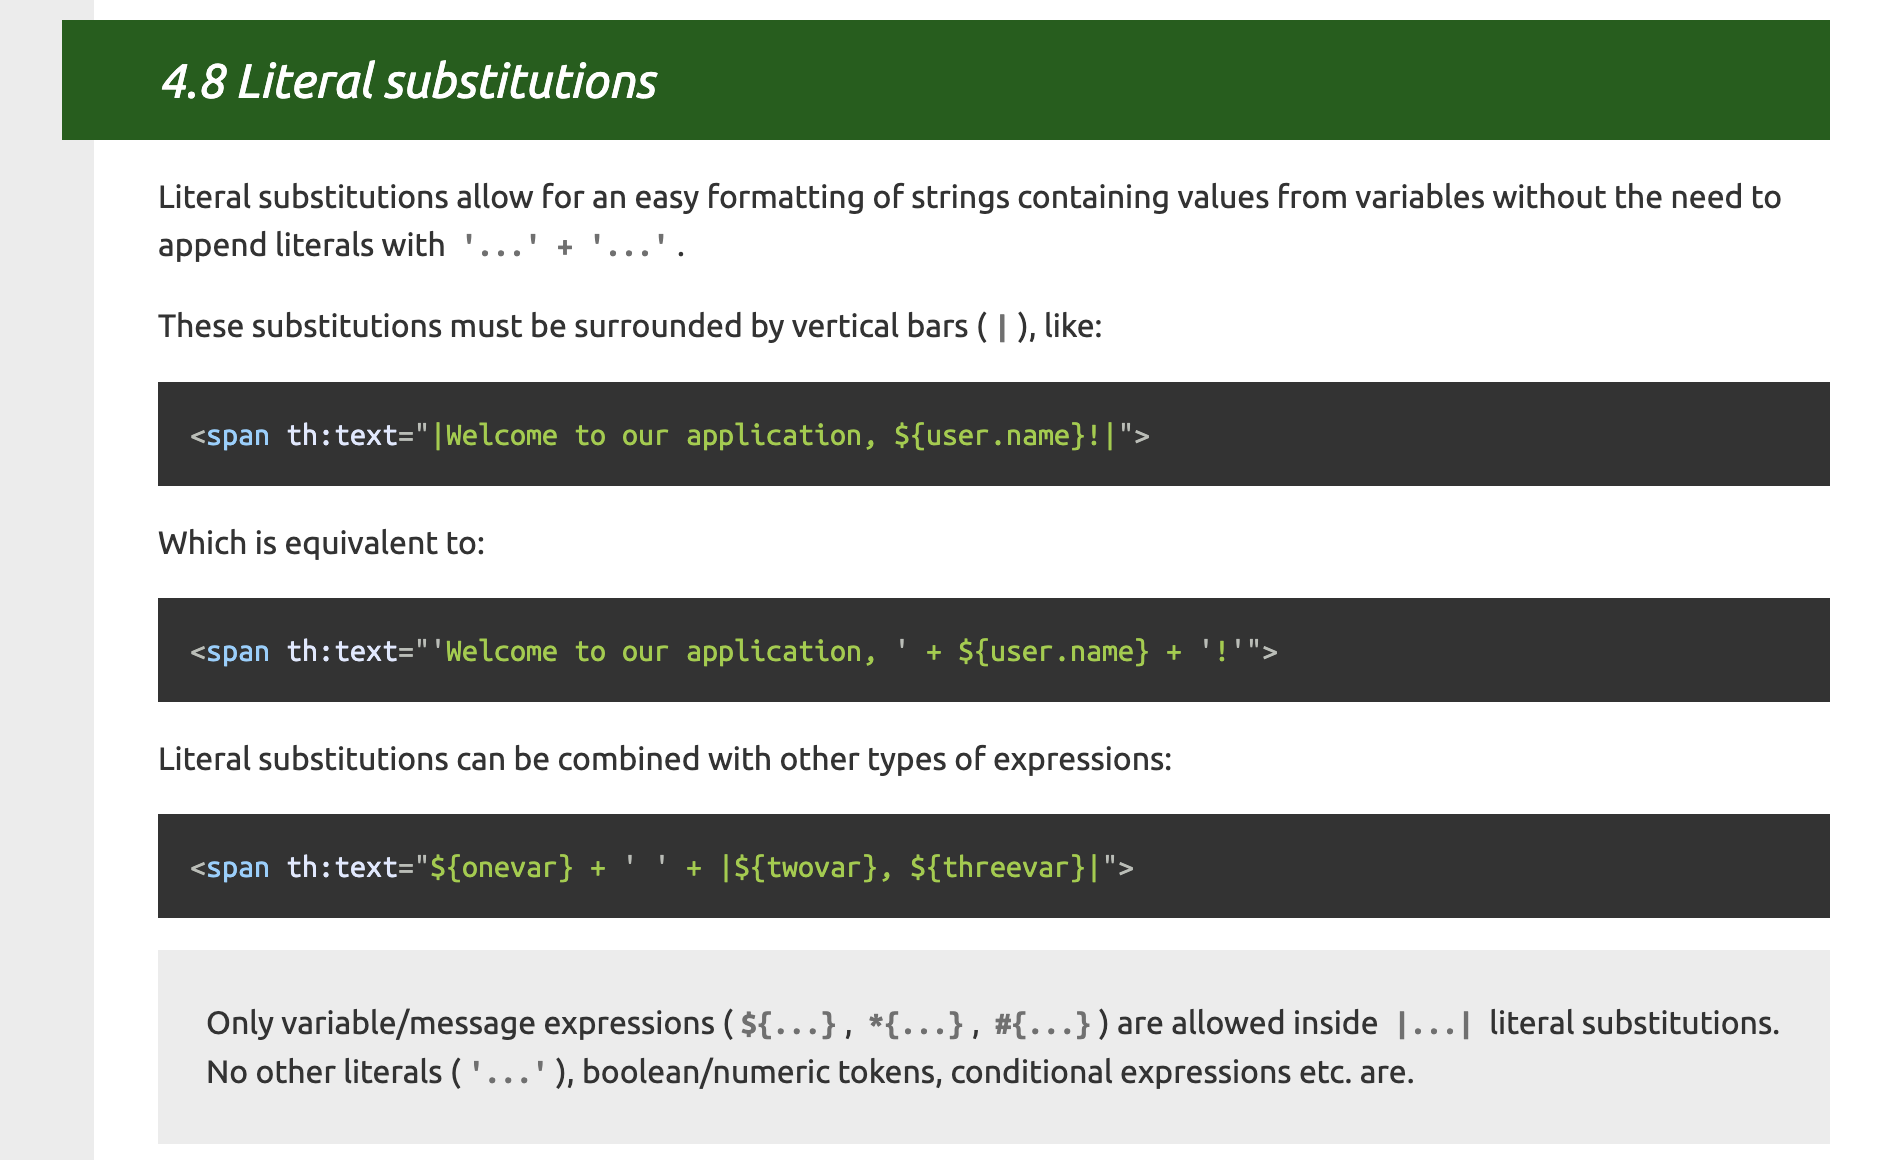 4.8 Literal substitutions
Literal substitutions allow for an easy formatting of strings containing values from variables without the need to
append literals with '...' + '...'.
These substitutions must be surrounded by vertical bars (|), like:
<span th:text="|Welcome to our application, ${user.name}!|">
Which is equivalent to:
<span th:text="'Welcome to our application, ' + ${user.name} + '!'">
Literal substitutions can be combined with other types of expressions:
<span th:text="${onevar} + ' ' + |${twovar}, ${threevar}|">
Only variable/message expressions (${...}, *{...}, #{...}) are allowed inside |...| literal substitutions.
No other literals ('...'), boolean/numeric tokens, conditional expressions etc. are.